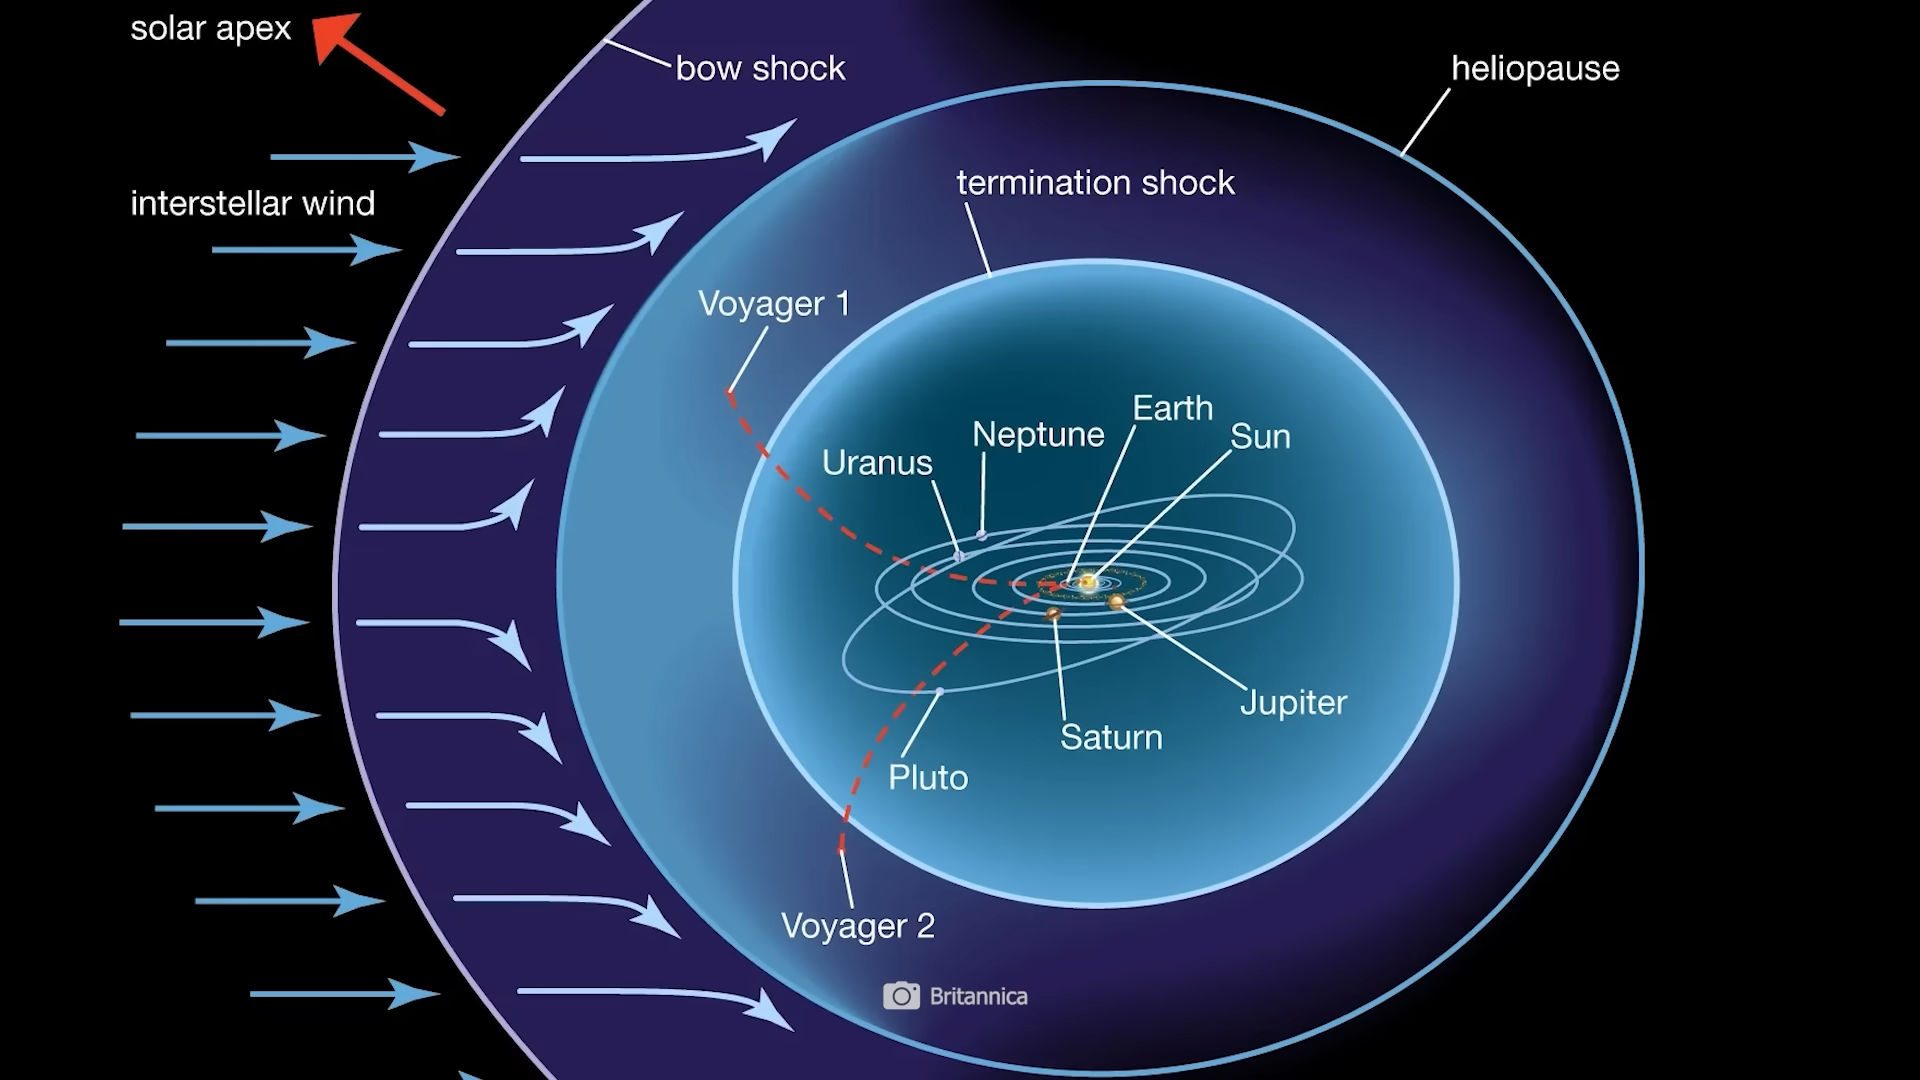 solar apex
bow shock
heliopause
termination shock
interstellar wind
Voyager 1
Earth
Neptune
Sun
Uranus
Jupiter
Saturn
Pluto
Voyager 2
Britannica